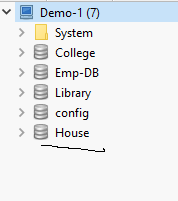 Demo-1 (7)
System
College
Emp-DB
Library
config
House